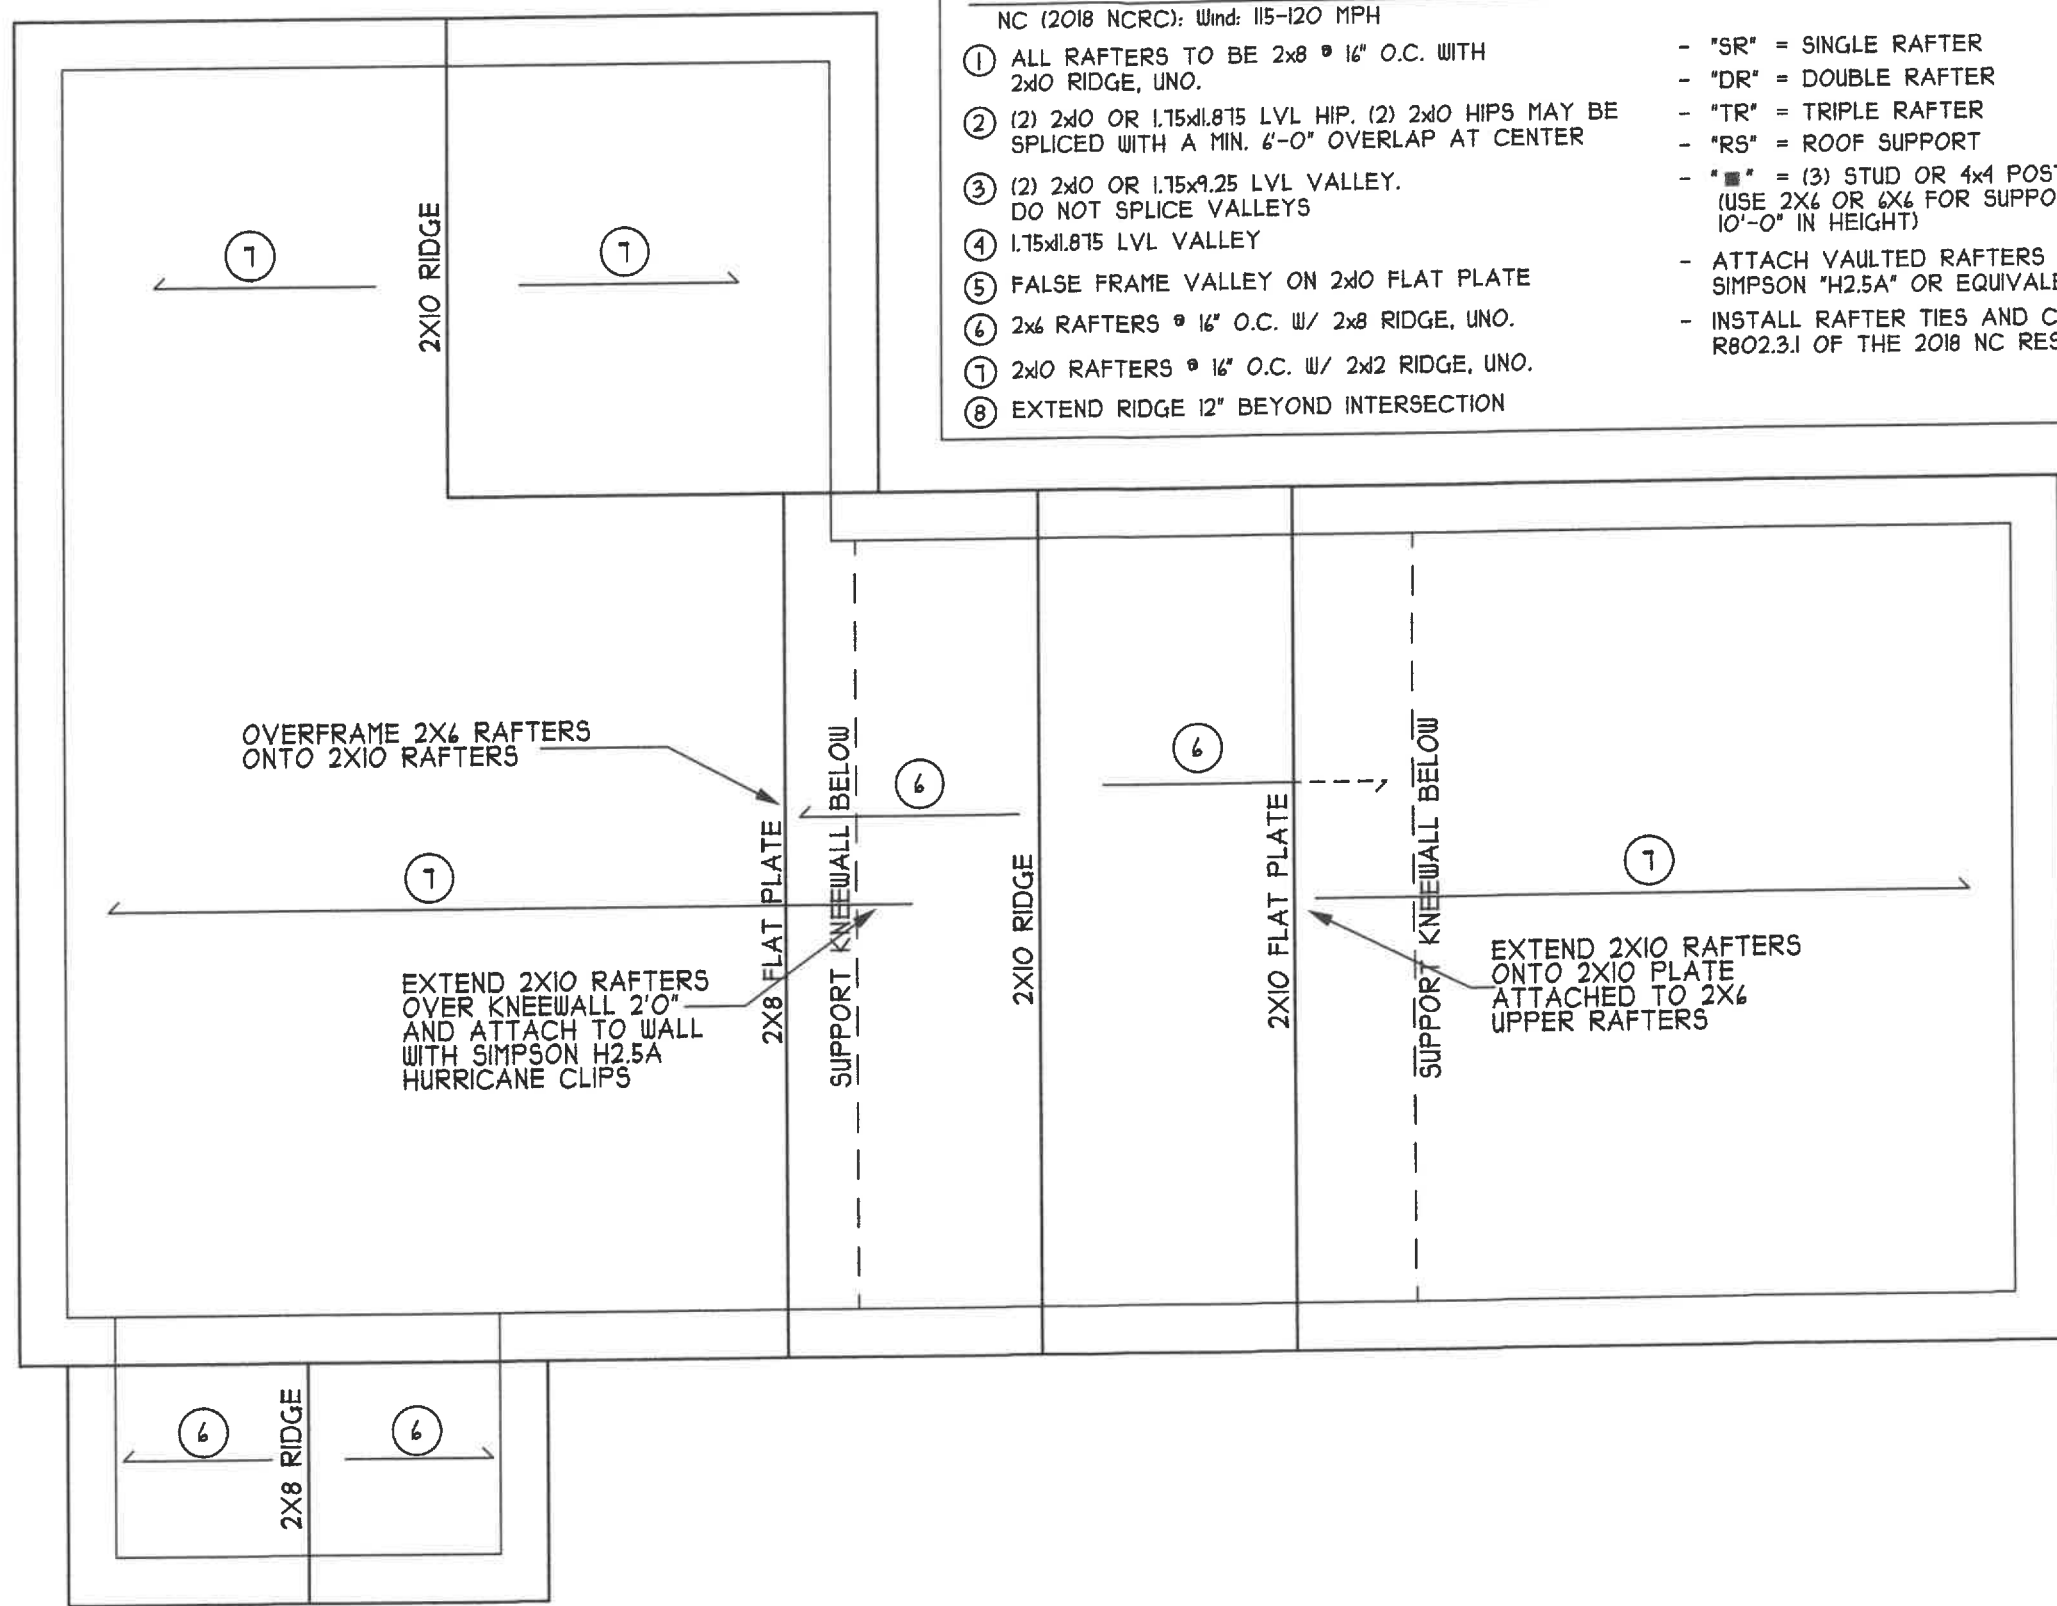 NC (2018 NCRC): Wind: 115-120 MPH
① ALL RAFTERS TO BE 2x8 @ 16" O.C. WITH
2x10 RIDGE, UNO.
② (2) 2x10 OR 1.75x11.875 LVL HIP. (2) 2x10 HIPS MAY BE
SPLICED WITH A MIN. 6'-0" OVERLAP AT CENTER
③ (2) 2x10 OR 1.75x9.25 LVL VALLEY.
DO NOT SPLICE VALLEYS
④ 1.75x11.875 LVL VALLEY
⑤ FALSE FRAME VALLEY ON 2x10 FLAT PLATE
⑥ 2x6 RAFTERS @ 16" O.C. W/ 2x8 RIDGE, UNO.
⑦ 2x10 RAFTERS @ 16" O.C. W/ 2x12 RIDGE, UNO.
⑧ EXTEND RIDGE 12" BEYOND INTERSECTION
- "SR" = SINGLE RAFTER
- "DR" = DOUBLE RAFTER
- "TR" = TRIPLE RAFTER
- "RS" = ROOF SUPPORT
- "■" = (3) STUD OR 4x4 POST
(USE 2X6 OR 6X6 FOR
10'-0" IN HEIGHT)
- ATTACH VAULTED RAFTERS
SIMPSON "H2.5A" OR
- INSTALL RAFTER TIES AND
R802.3.1 OF THE 2018 NC
7
2X10 RIDGE
7
OVERFRAME 2X6 RAFTERS
ONTO 2X10 RAFTERS
7
EXTEND 2X10 RAFTERS
OVER KNEEWALL 2'0"
AND ATTACH TO WALL
WITH SIMPSON H2.5A
HURRICANE CLIPS
2X8 FLAT PLATE
SUPPORT KNEEWALL BELOW
6
2X10 RIDGE
6
2X10 FLAT PLATE
SUPPORT KNEEWALL BELOW
7
EXTEND 2X10 RAFTERS
ONTO 2X10 PLATE
ATTACHED TO 2X6
UPPER RAFTERS
6
2X8 RIDGE
6